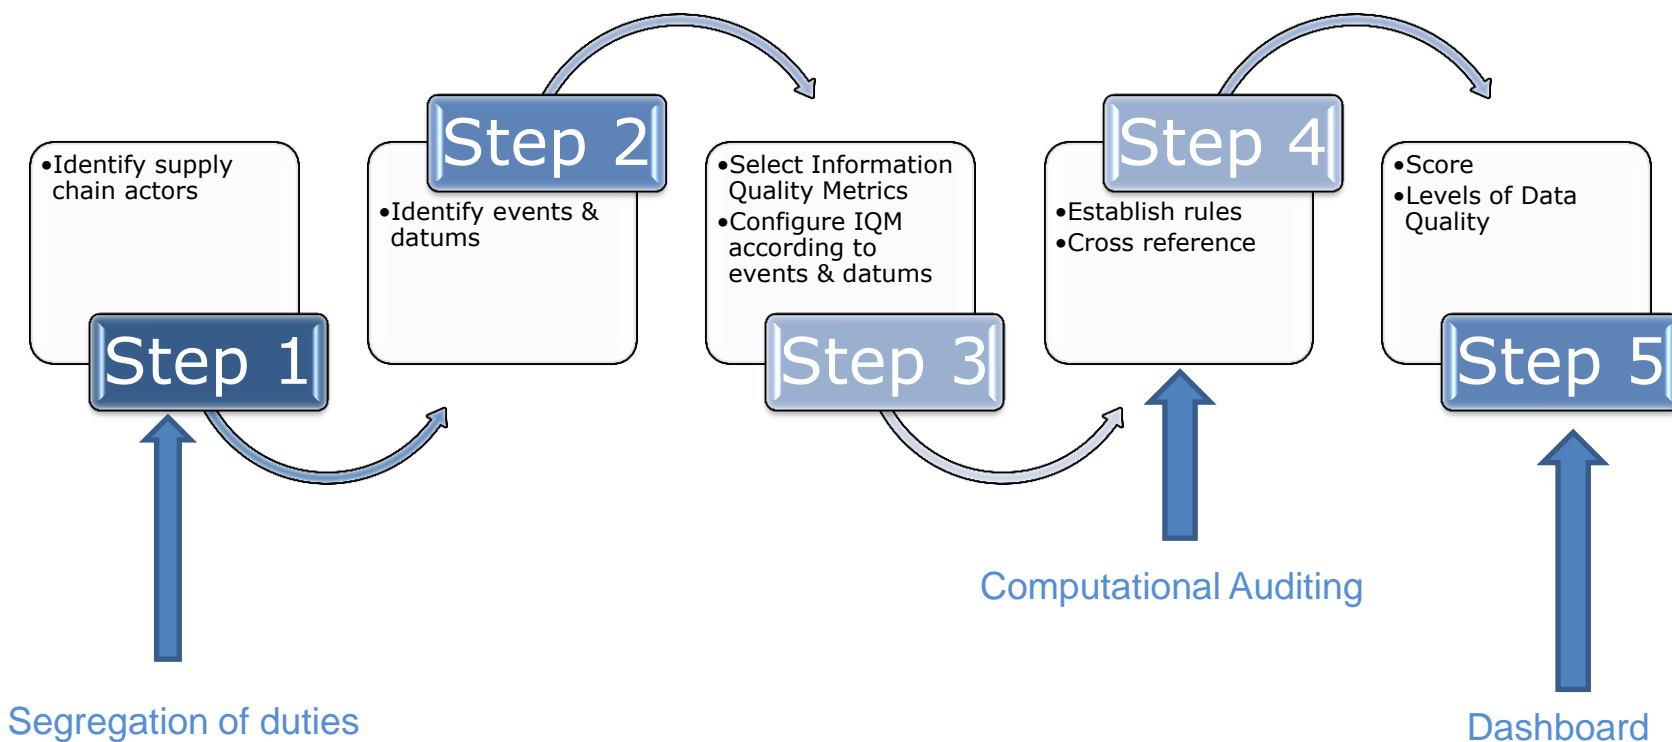 •Identify supply
chain actors
Step 1
Step 2
•Identify events &
datums
•Select Information
Quality Metrics
•Configure IQM
according to
events & datums
Step 3
Step 4
•Establish rules
•Cross reference
•Score
•Levels of Data
Quality
Step 5
Segregation of duties
Computational Auditing
Dashboard